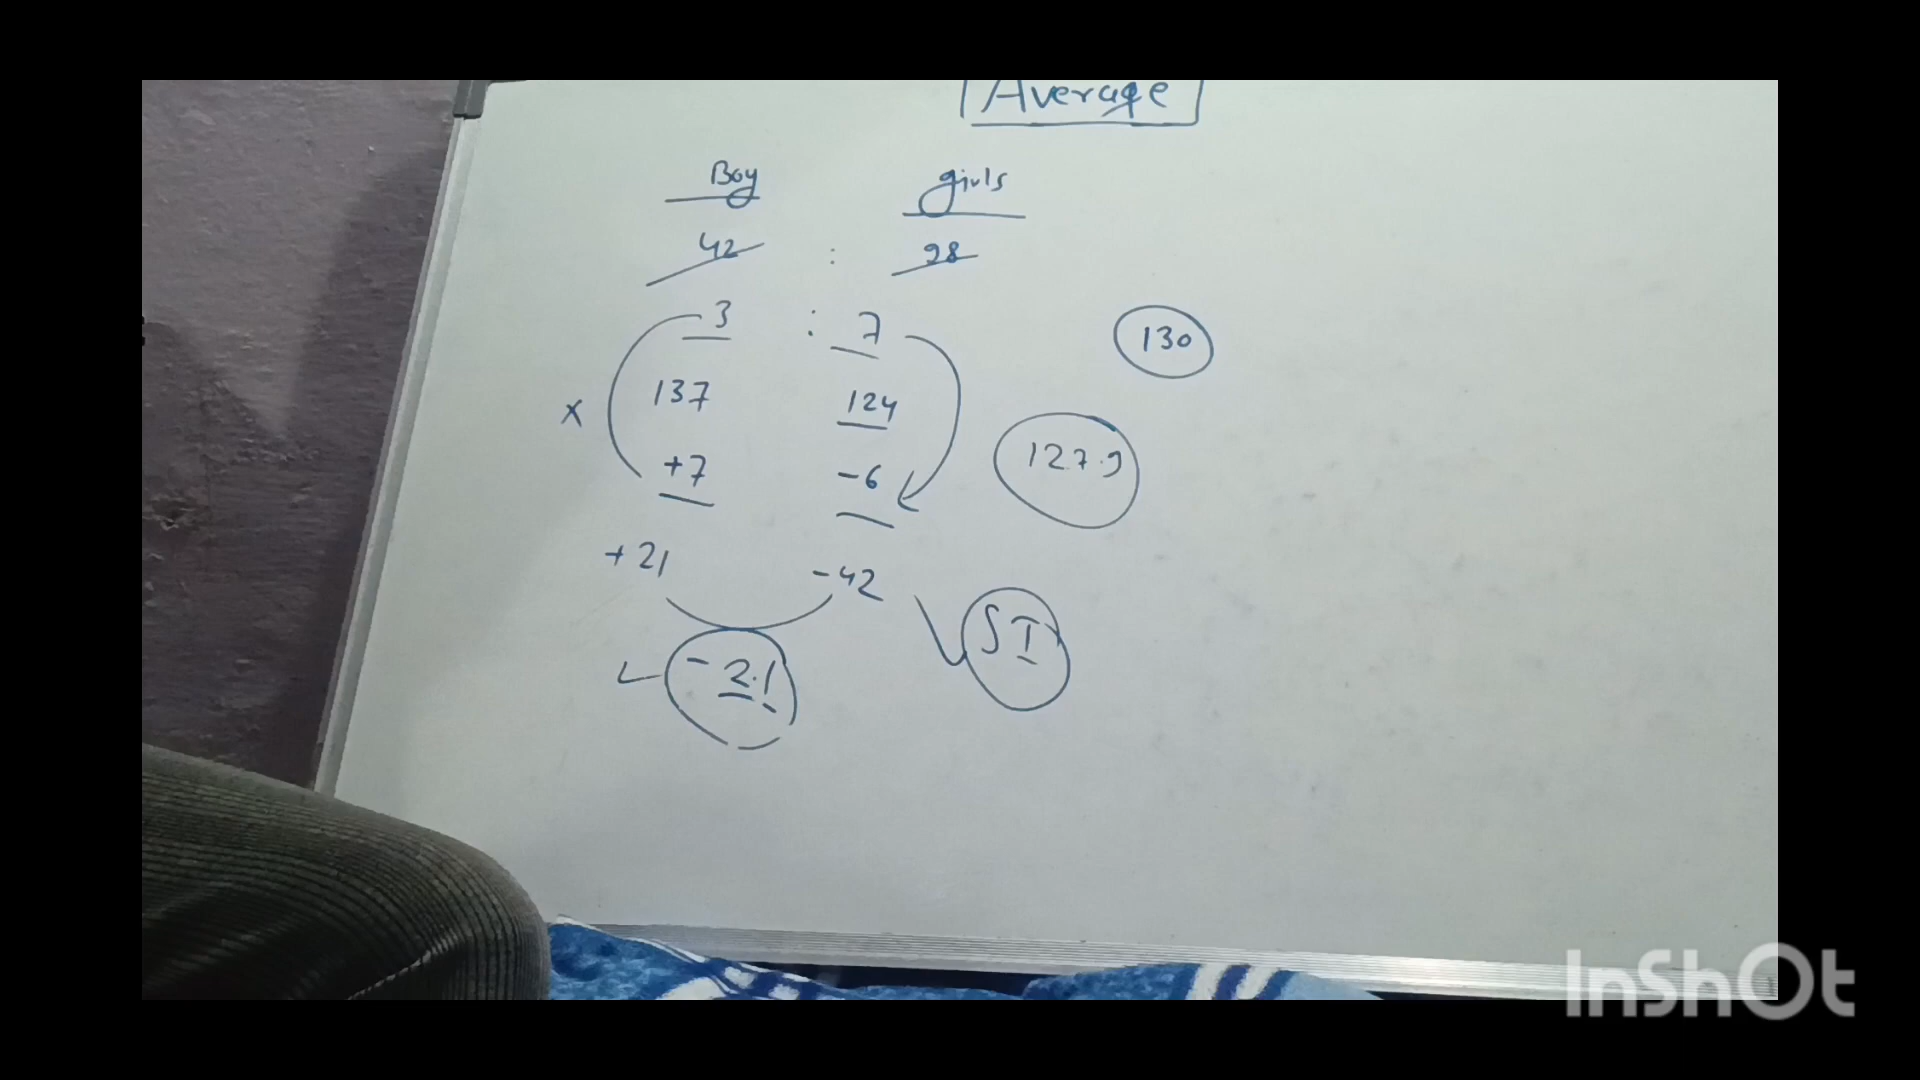 Average
Boy girls
42 : 98
3 : 7
130
137 124
x
127.9
+7 -6
+21 -42
SI
-2.1
InShOt